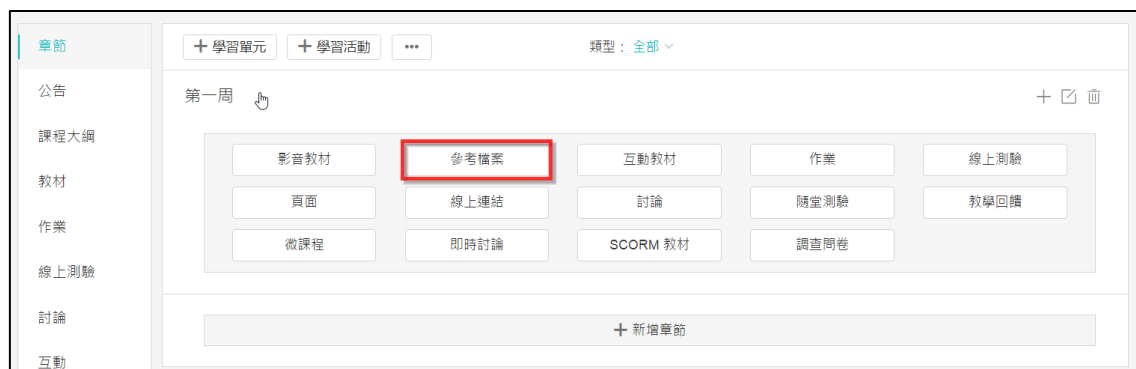 章節
公告
課程大綱
教材
作業
線上測驗
討論
互動
+ 學習單元 + 學習活動 •••
類型： 全部
第一周
影音教材 參考檔案 互動教材 作業 線上測驗
頁面 線上連結 討論 隨堂測驗 教學回饋
微課程 即時討論 SCORM 教材 調查問卷
+ 新增章節